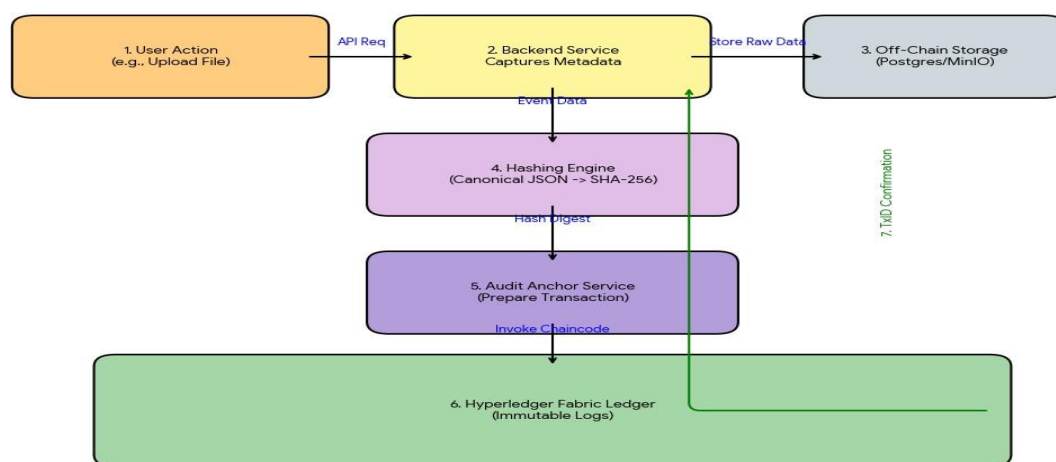 1. User Action
(e.g., Upload File)
API Req
2. Backend Service
Captures Metadata
Store Raw Data
3. Off-Chain Storage
(Postgres/MinIO)
Event Data
4. Hashing Engine
(Canonical JSON -> SHA-256)
Hash Digest
5. Audit Anchor Service
(Prepare Transaction)
Invoke Chaincode
6. Hyperledger Fabric Ledger
(Immutable Logs)
7. TxID Confirmation